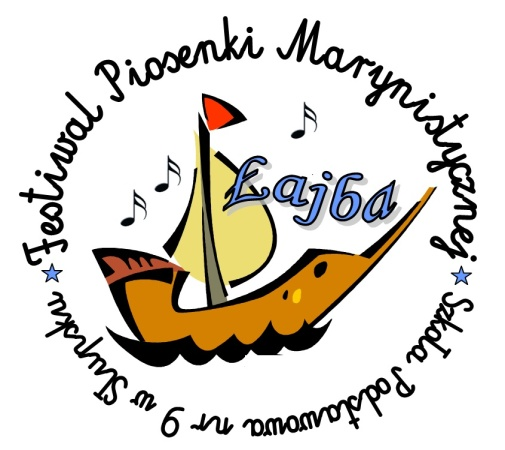 Festiwal Piosenki Marynistycznej
Łajba
Szkoła Podstawowa nr 9 w Słupsku